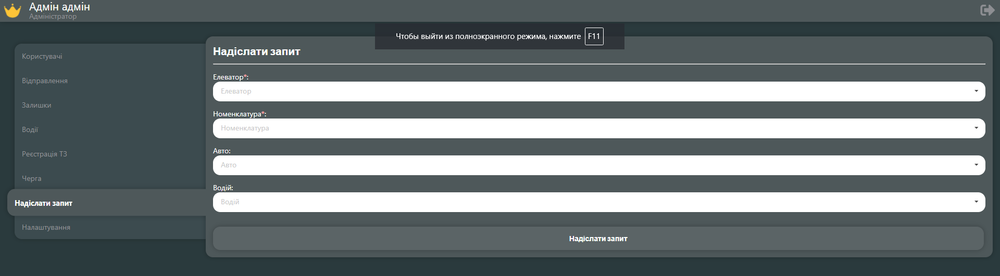 Адмін адмін
Адміністратор
Чтобы выйти из полноэкранного режима, нажмите F11
Користувачі
Відправлення
Залишки
Водії
Реєстрація ТЗ
Черга
Надіслати запит
Налаштування
Надіслати запит
Елеватор*:
Елеватор
Номенклатура*:
Номенклатура
Авто:
Авто
Водій:
Водій
Надіслати запит